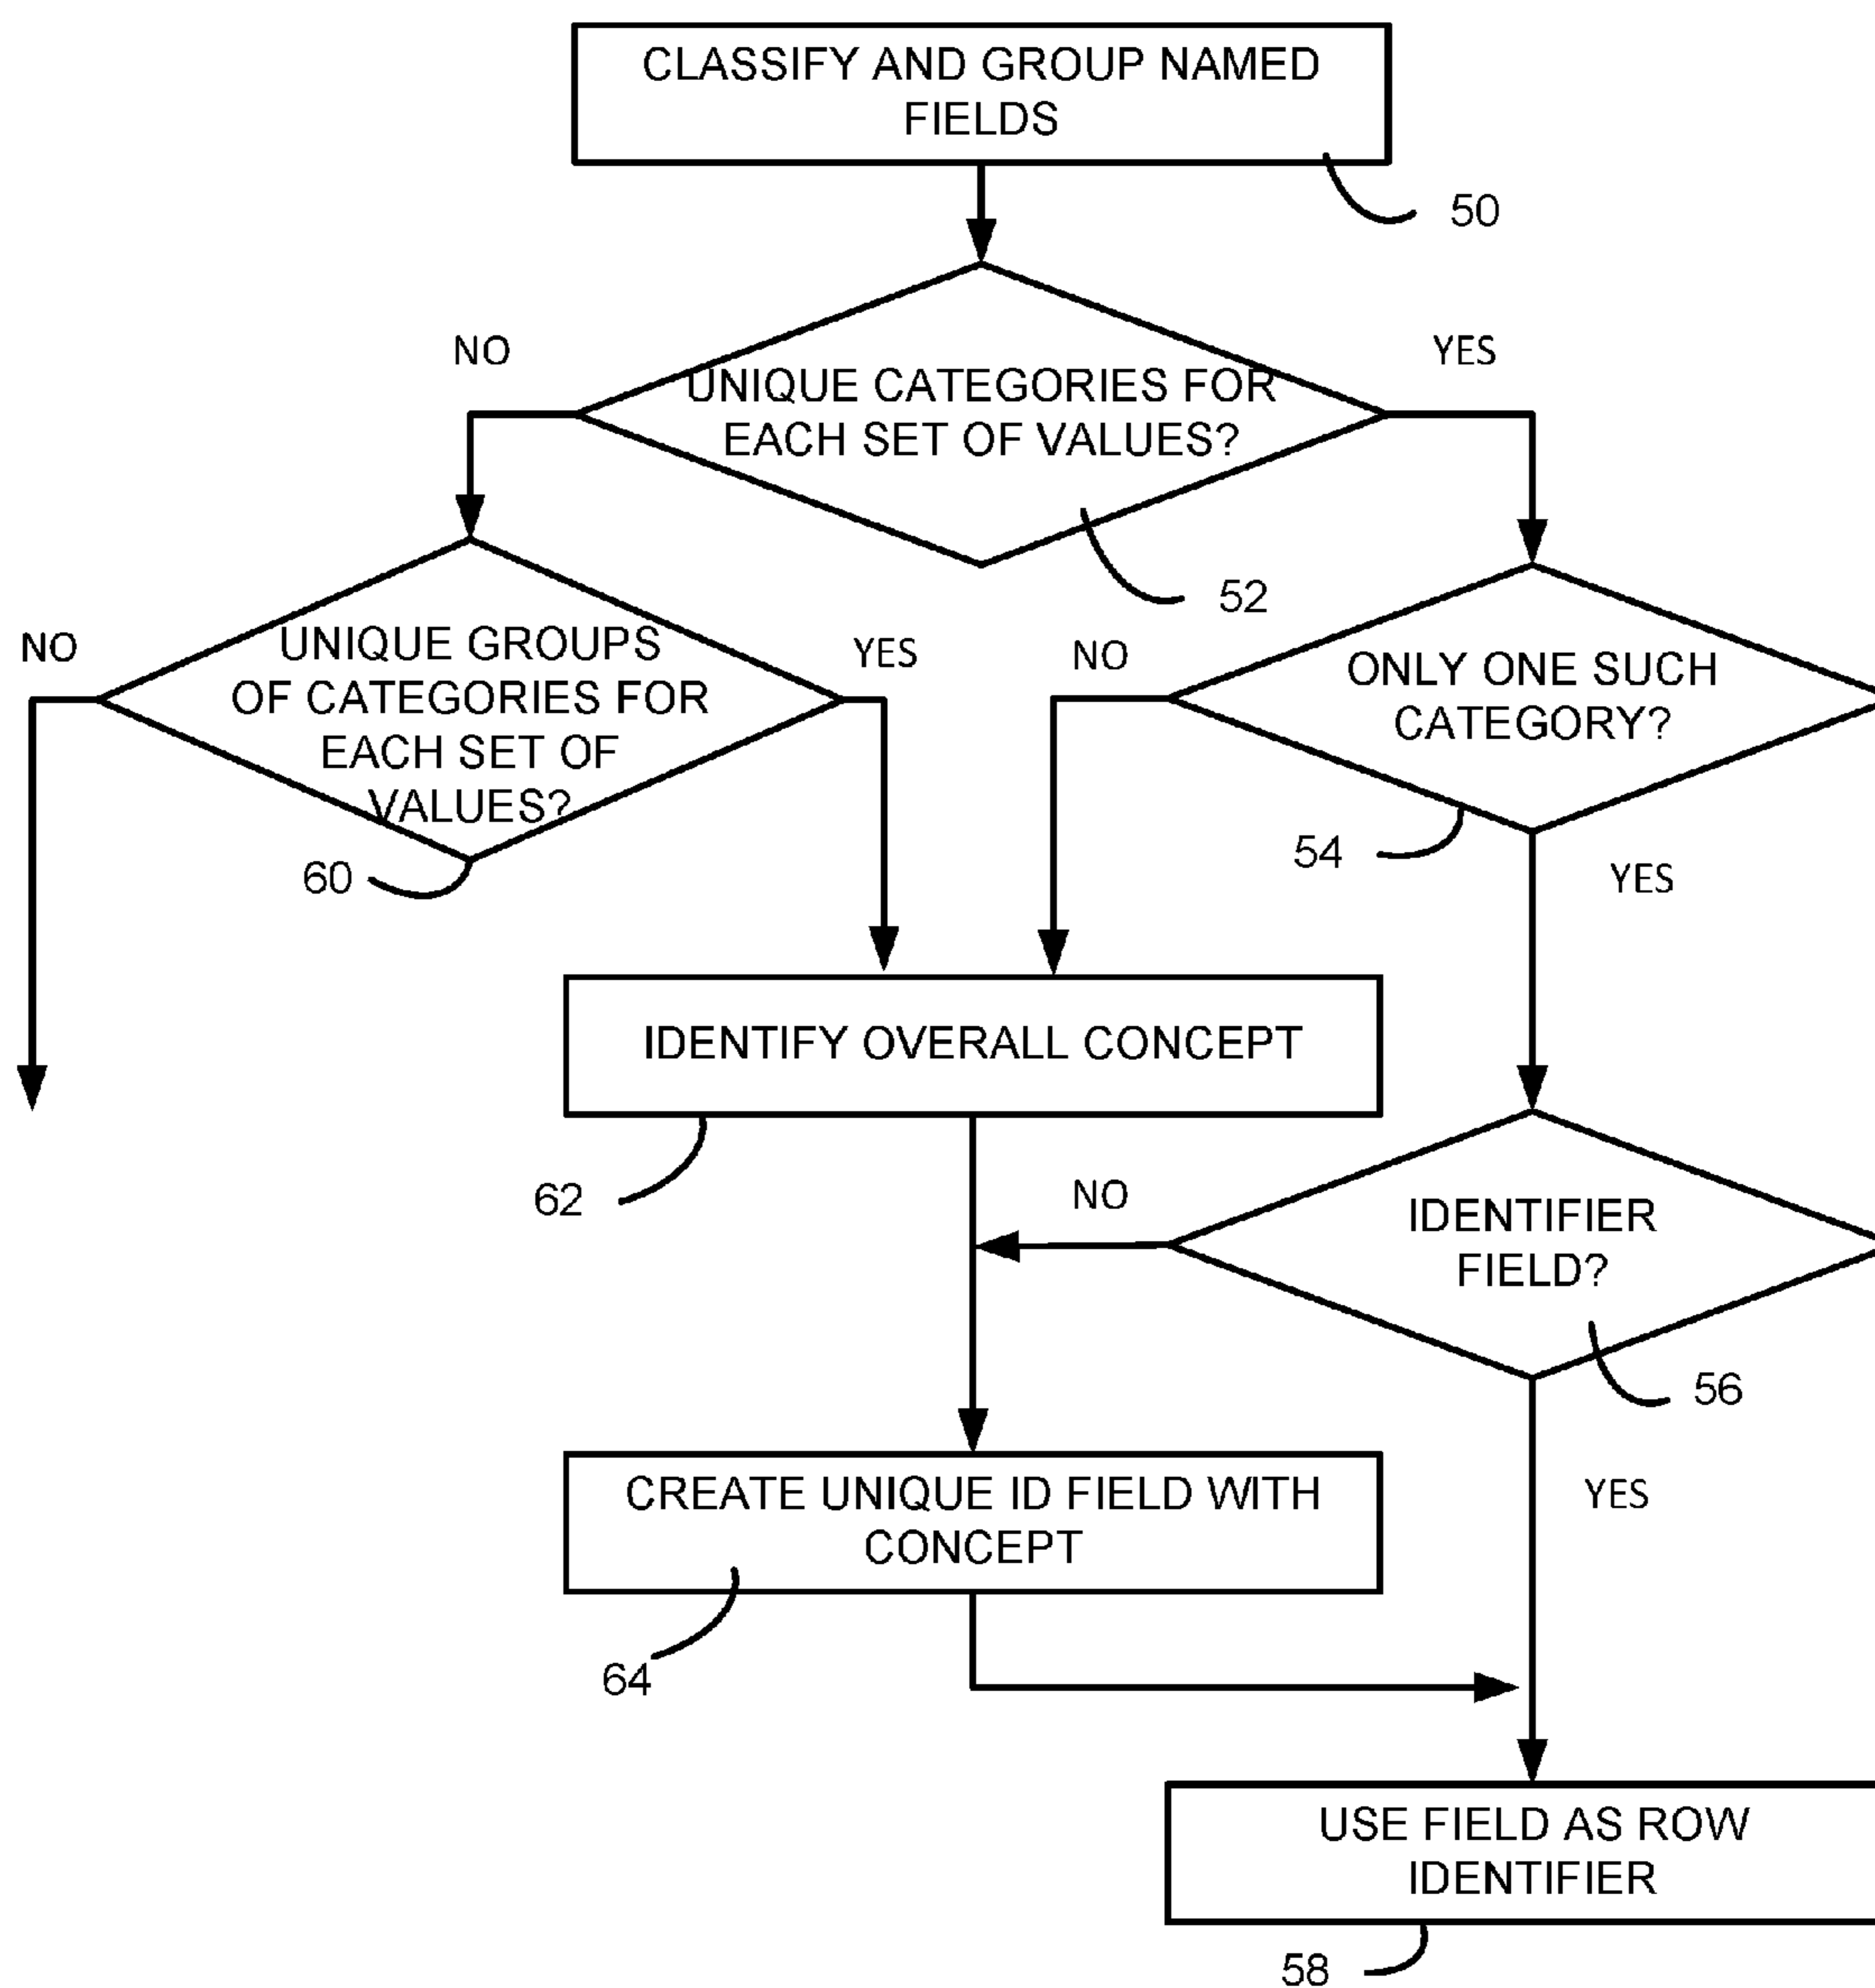 CLASSIFY AND GROUP NAMED
FIELDS
50
NO
YES
UNIQUE CATEGORIES FOR
EACH SET OF VALUES?
52
NO
UNIQUE GROUPS
OF CATEGORIES FOR
EACH SET OF
VALUES?
YES
60
NO
ONLY ONE SUCH
CATEGORY?
54
YES
IDENTIFY OVERALL CONCEPT
62
NO
IDENTIFIER
FIELD?
56
YES
CREATE UNIQUE ID FIELD WITH
CONCEPT
64
USE FIELD AS ROW
IDENTIFIER
58